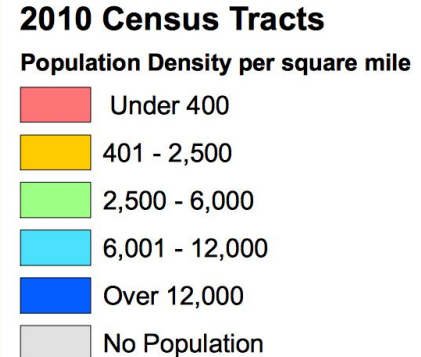 2010 Census Tracts
Population Density per square mile
Under 400
401 - 2,500
2,500 - 6,000
6,001 - 12,000
Over 12,000
No Population